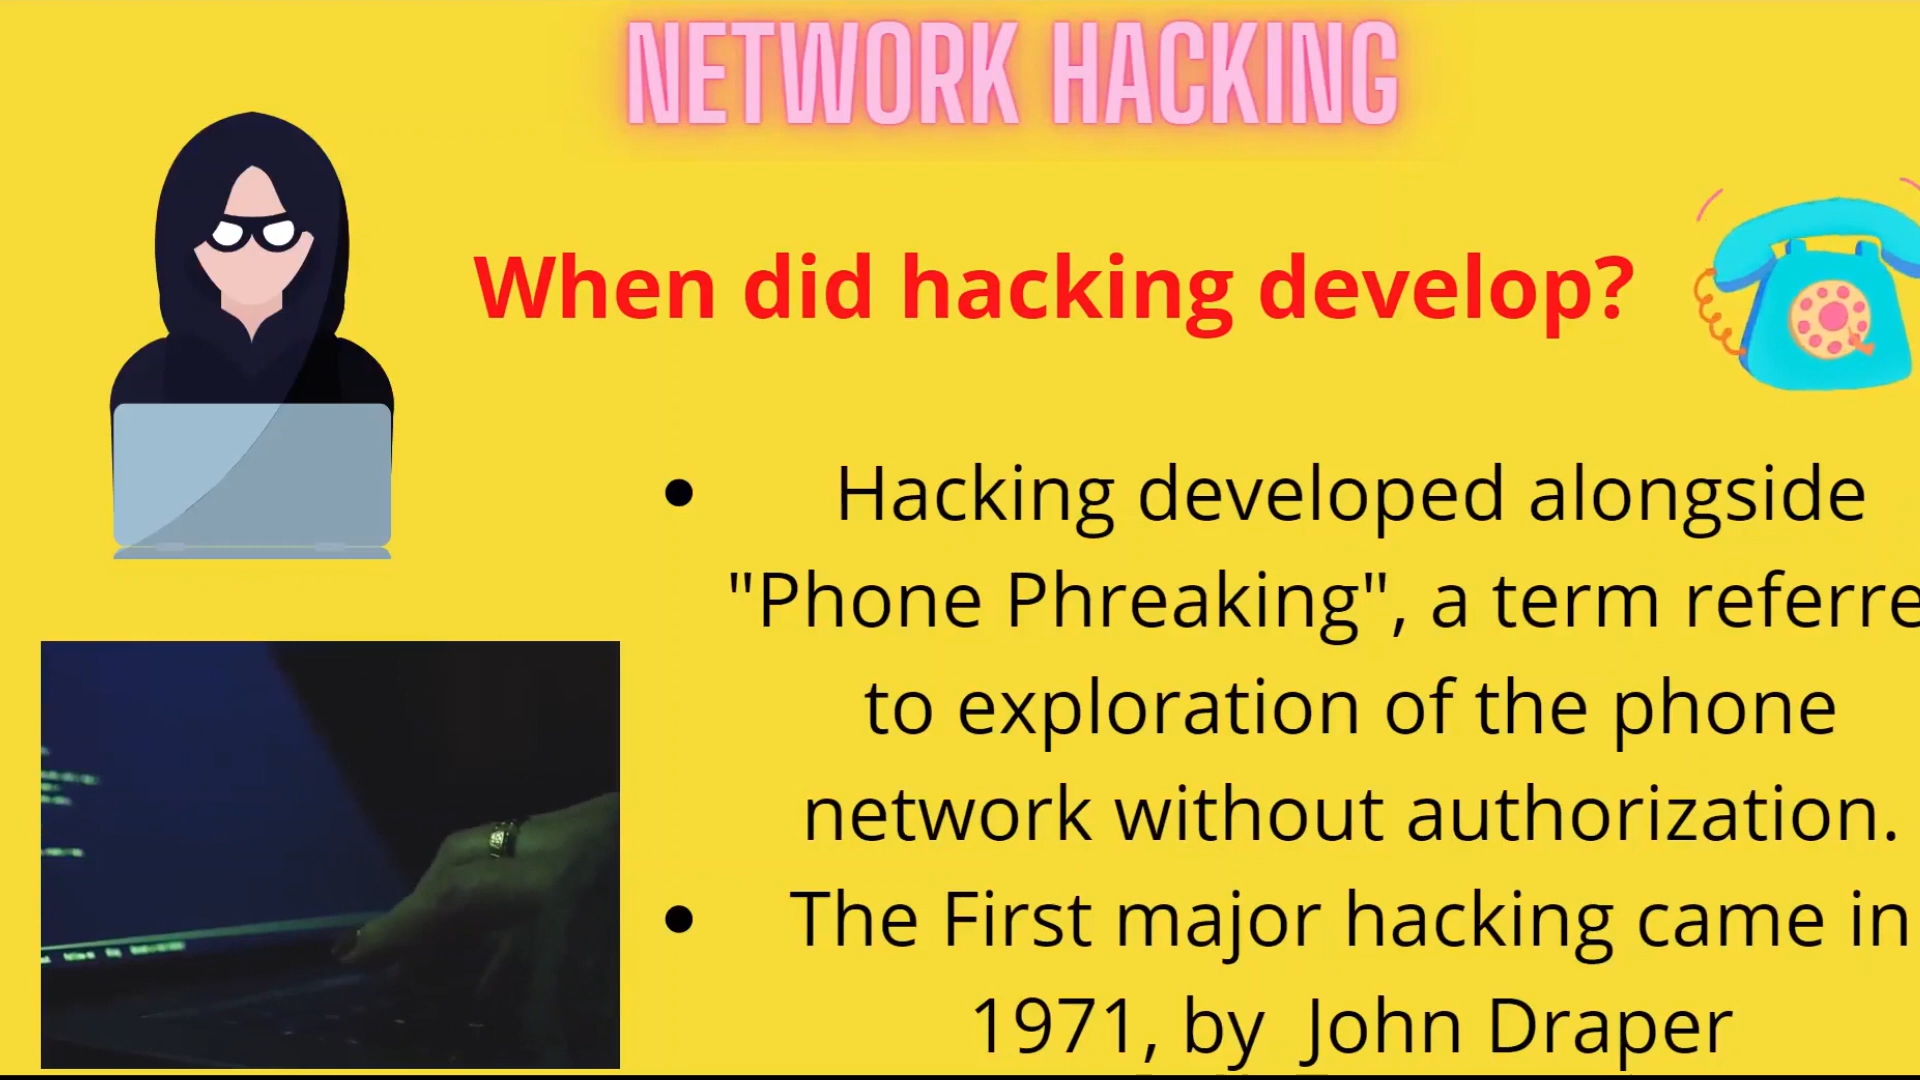 NETWORK HACKING
When did hacking develop?
• Hacking developed alongside
"Phone Phreaking", a term referre
to exploration of the phone
network without authorization.
• The First major hacking came in
1971, by John Draper